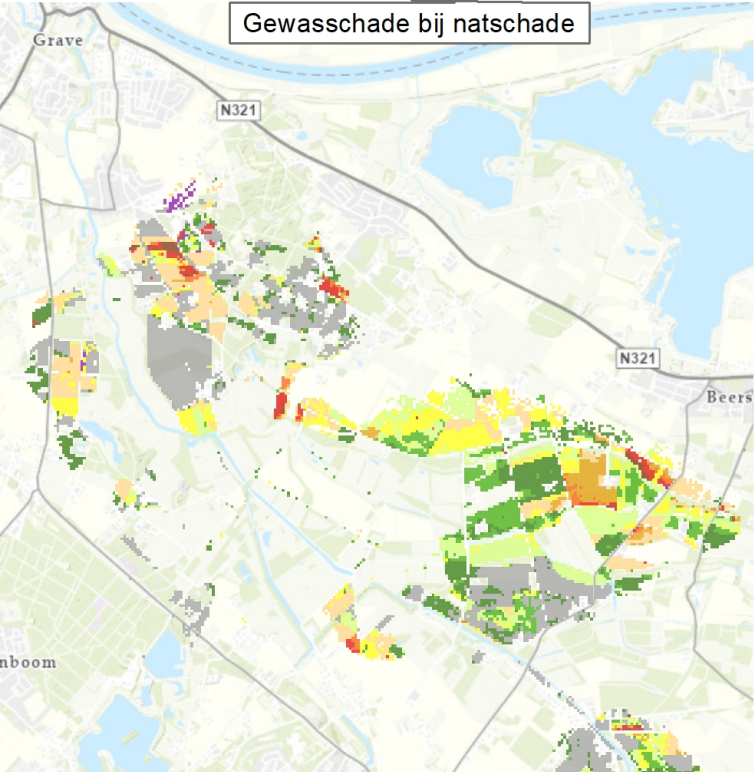 Gewasschade bij natschade
Grave
N321
N321
Beers
nboom